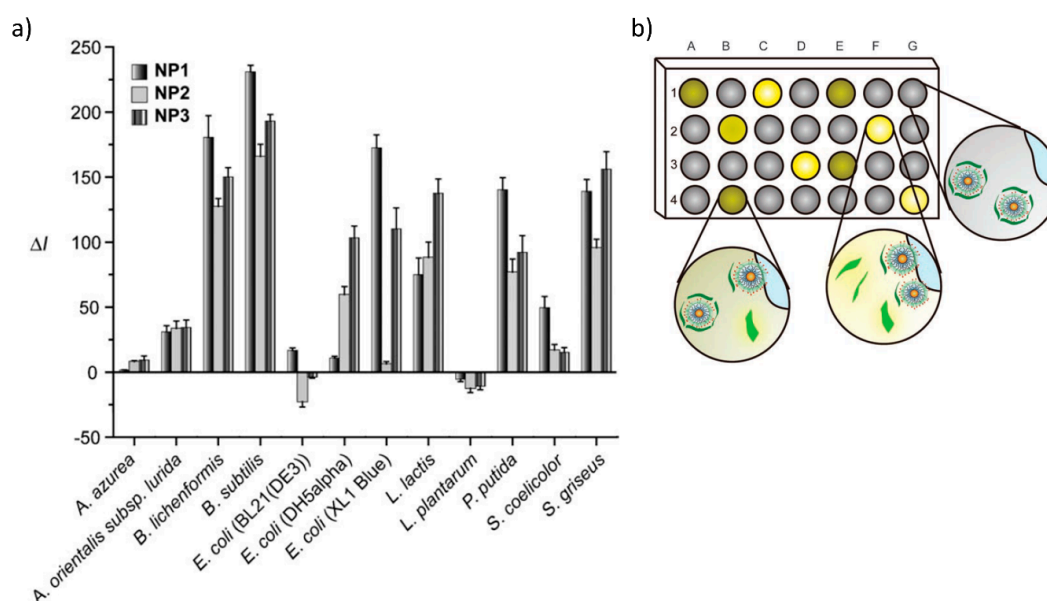 a)
250
200
150
100
50
0
-50
ΔI
NP1
NP2
NP3
A. azurea
A. orientalis subsp. lurida
B. lichenformis
B. subtilis
E. coli (BL21(DE3))
E. coli (DH5alpha)
E. coli (XL1 Blue)
L. lactis
L. plantarum
P. putida
S. coelicolor
S. griseus
b)
A B C D E F G
1
2
3
4